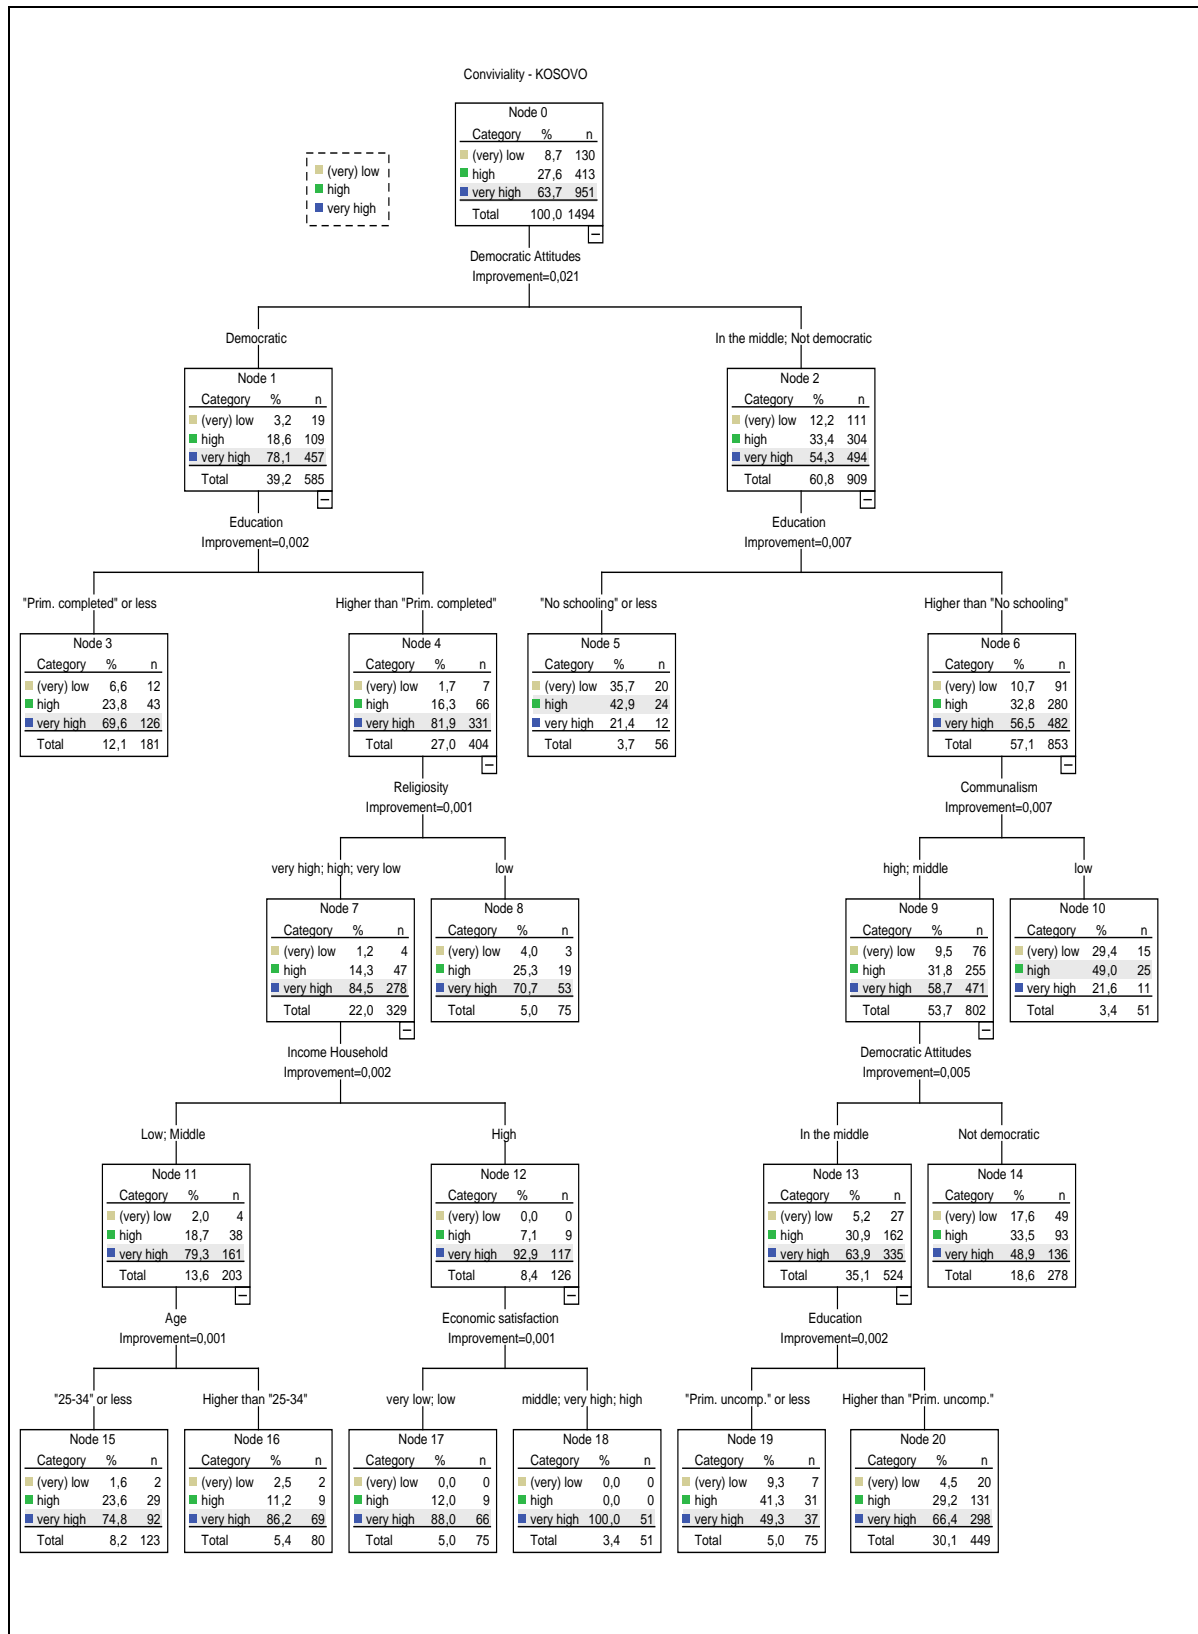 Conviviality - KOSOVO
(very) low
high
very high
Node 0
Category % n
(very) low 8,7 130
high 27,6 413
very high 63,7 951
Total 100,0 1494
Democratic Attitudes
Improvement=0,021
Democratic
In the middle; Not democratic
Node 1
Category % n
(very) low 3,2 19
high 18,6 109
very high 78,1 457
Total 39,2 585
Node 2
Category % n
(very) low 12,2 111
high 33,4 304
very high 54,3 494
Total 60,8 909
Education
Improvement=0,002
Education
Improvement=0,007
"Prim. completed" or less
Higher than "Prim. completed"
"No schooling" or less
Higher than "No schooling"
Node 3
Category % n
(very) low 6,6 12
high 23,8 43
very high 69,6 126
Total 12,1 181
Node 4
Category % n
(very) low 1,7 7
high 16,3 66
very high 81,9 331
Total 27,0 404
Node 5
Category % n
(very) low 35,7 20
high 42,9 24
very high 21,4 12
Total 3,7 56
Node 6
Category % n
(very) low 10,7 91
high 32,8 280
very high 56,5 482
Total 57,1 853
Religiosity
Improvement=0,001
Communalism
Improvement=0,007
very high; high; very low
low
high; middle
low
Node 7
Category % n
(very) low 1,2 4
high 14,3 47
very high 84,5 278
Total 22,0 329
Node 8
Category % n
(very) low 4,0 3
high 25,3 19
very high 70,7 53
Total 5,0 75
Node 9
Category % n
(very) low 9,5 76
high 31,8 255
very high 58,7 471
Total 53,7 802
Node 10
Category % n
(very) low 29,4 15
high 49,0 25
very high 21,6 11
Total 3,4 51
Income Household
Improvement=0,002
Democratic Attitudes
Improvement=0,005
Low; Middle
High
In the middle
Not democratic
Node 11
Category % n
(very) low 2,0 4
high 18,7 38
very high 79,3 161
Total 13,6 203
Node 12
Category % n
(very) low 0,0 0
high 7,1 9
very high 92,9 117
Total 8,4 126
Node 13
Category % n
(very) low 5,2 27
high 30,9 162
very high 63,9 335
Total 35,1 524
Node 14
Category % n
(very) low 17,6 49
high 33,5 93
very high 48,9 136
Total 18,6 278
Age
Improvement=0,001
Economic satisfaction
Improvement=0,001
Education
Improvement=0,002
"25-34" or less
Higher than "25-34"
very low; low
middle; very high; high
"Prim. uncomp." or less
Higher than "Prim. uncomp."
Node 15
Category % n
(very) low 1,6 2
high 23,6 29
very high 74,8 92
Total 8,2 123
Node 16
Category % n
(very) low 2,5 2
high 11,2 9
very high 86,2 69
Total 5,4 80
Node 17
Category % n
(very) low 0,0 0
high 12,0 9
very high 88,0 66
Total 5,0 75
Node 18
Category % n
(very) low 0,0 0
high 0,0 0
very high 100,0 51
Total 3,4 51
Node 19
Category % n
(very) low 9,3 7
high 41,3 31
very high 49,3 37
Total 5,0 75
Node 20
Category % n
(very) low 4,5 20
high 29,2 131
very high 66,4 298
Total 30,1 449